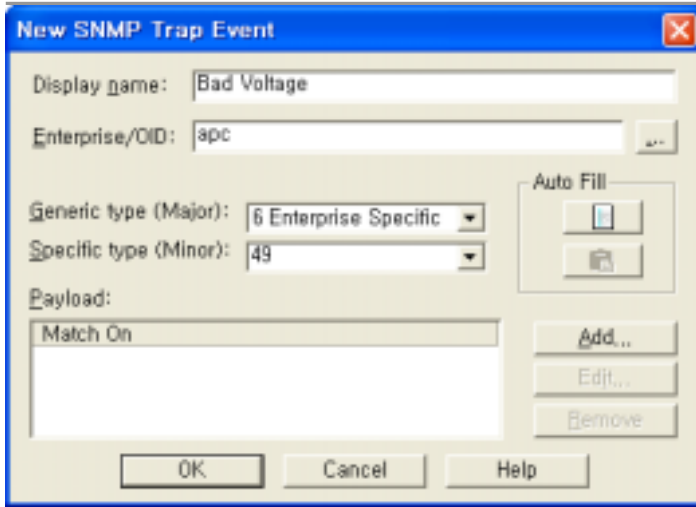 New SNMP Trap Event
Display name: Bad Voltage
Enterprise/OID: apc ...
Auto Fill
Generic type (Major): 6 Enterprise Specific
Specific type (Minor): 49
Payload:
Match On
Add...
Edit...
Remove
OK Cancel Help